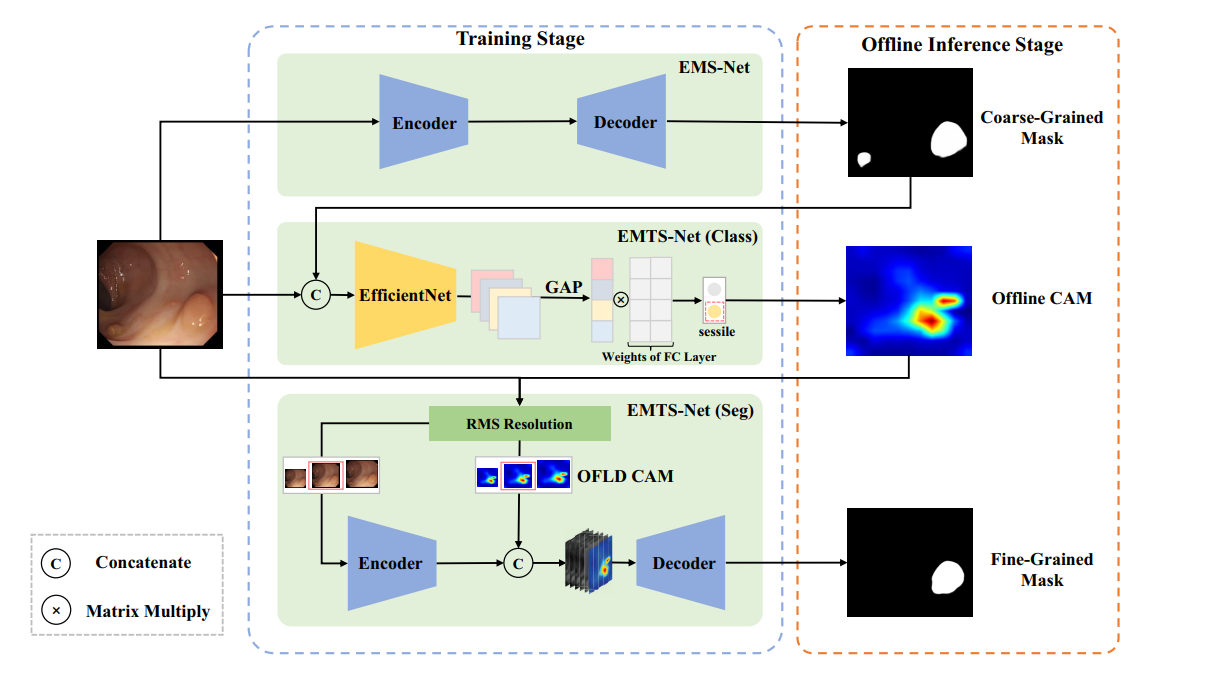 Training Stage
Offline Inference Stage
EMS-Net
Encoder
Decoder
Coarse-Grained
Mask
EMTS-Net (Class)
C
EfficientNet
GAP
×
sessile
Weights of FC Layer
Offline CAM
EMTS-Net (Seg)
RMS Resolution
OFLD CAM
Encoder
C
Decoder
Fine-Grained
Mask
C Concatenate
× Matrix Multiply